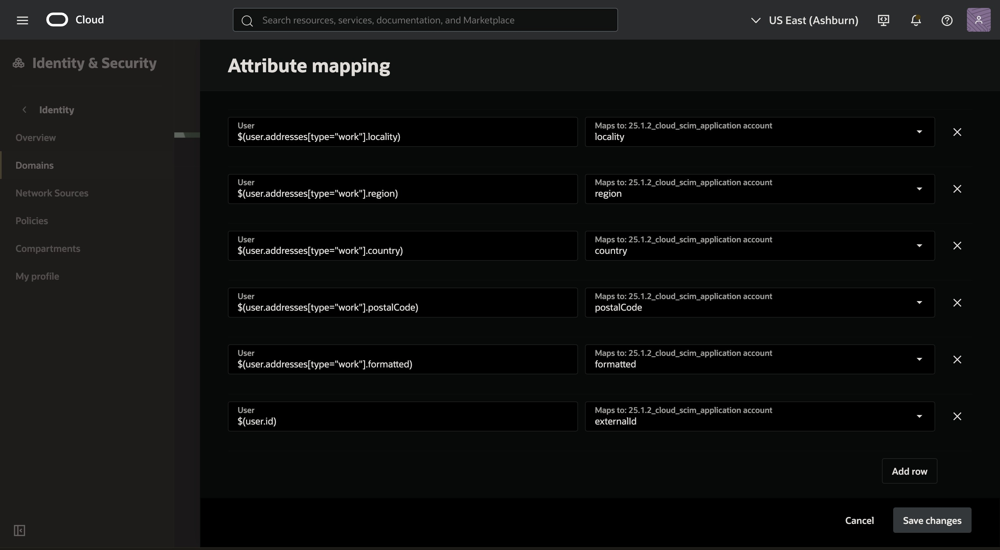 Cloud
Search resources, services, documentation, and Marketplace
US East (Ashburn)
Identity & Security
Identity
Overview
Domains
Network Sources
Policies
Compartments
My profile
Attribute mapping
User
$(user.addresses[type="work"].locality)
Maps to: 25.1.2_cloud_scim_application account
locality
User
$(user.addresses[type="work"].region)
Maps to: 25.1.2_cloud_scim_application account
region
User
$(user.addresses[type="work"].country)
Maps to: 25.1.2_cloud_scim_application account
country
User
$(user.addresses[type="work"].postalCode)
Maps to: 25.1.2_cloud_scim_application account
postalCode
User
$(user.addresses[type="work"].formatted)
Maps to: 25.1.2_cloud_scim_application account
formatted
User
$(user.id)
Maps to: 25.1.2_cloud_scim_application account
externalId
Add row
Cancel
Save changes